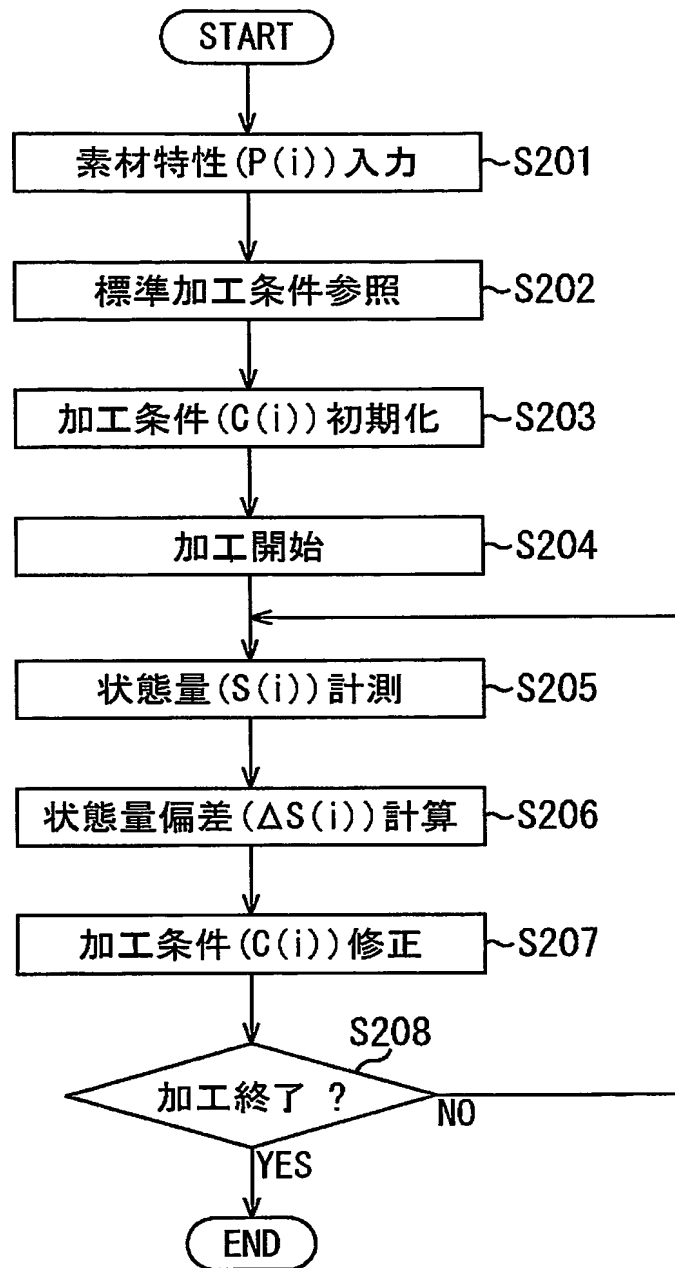 START
素材特性(P(i))入力 ~S201
標準加工条件参照 ~S202
加工条件(C(i))初期化 ~S203
加工開始 ~S204
状態量(S(i))計測 ~S205
状態量偏差(ΔS(i))計算 ~S206
加工条件(C(i))修正 ~S207
S208
加工終了 ?
NO
YES
END